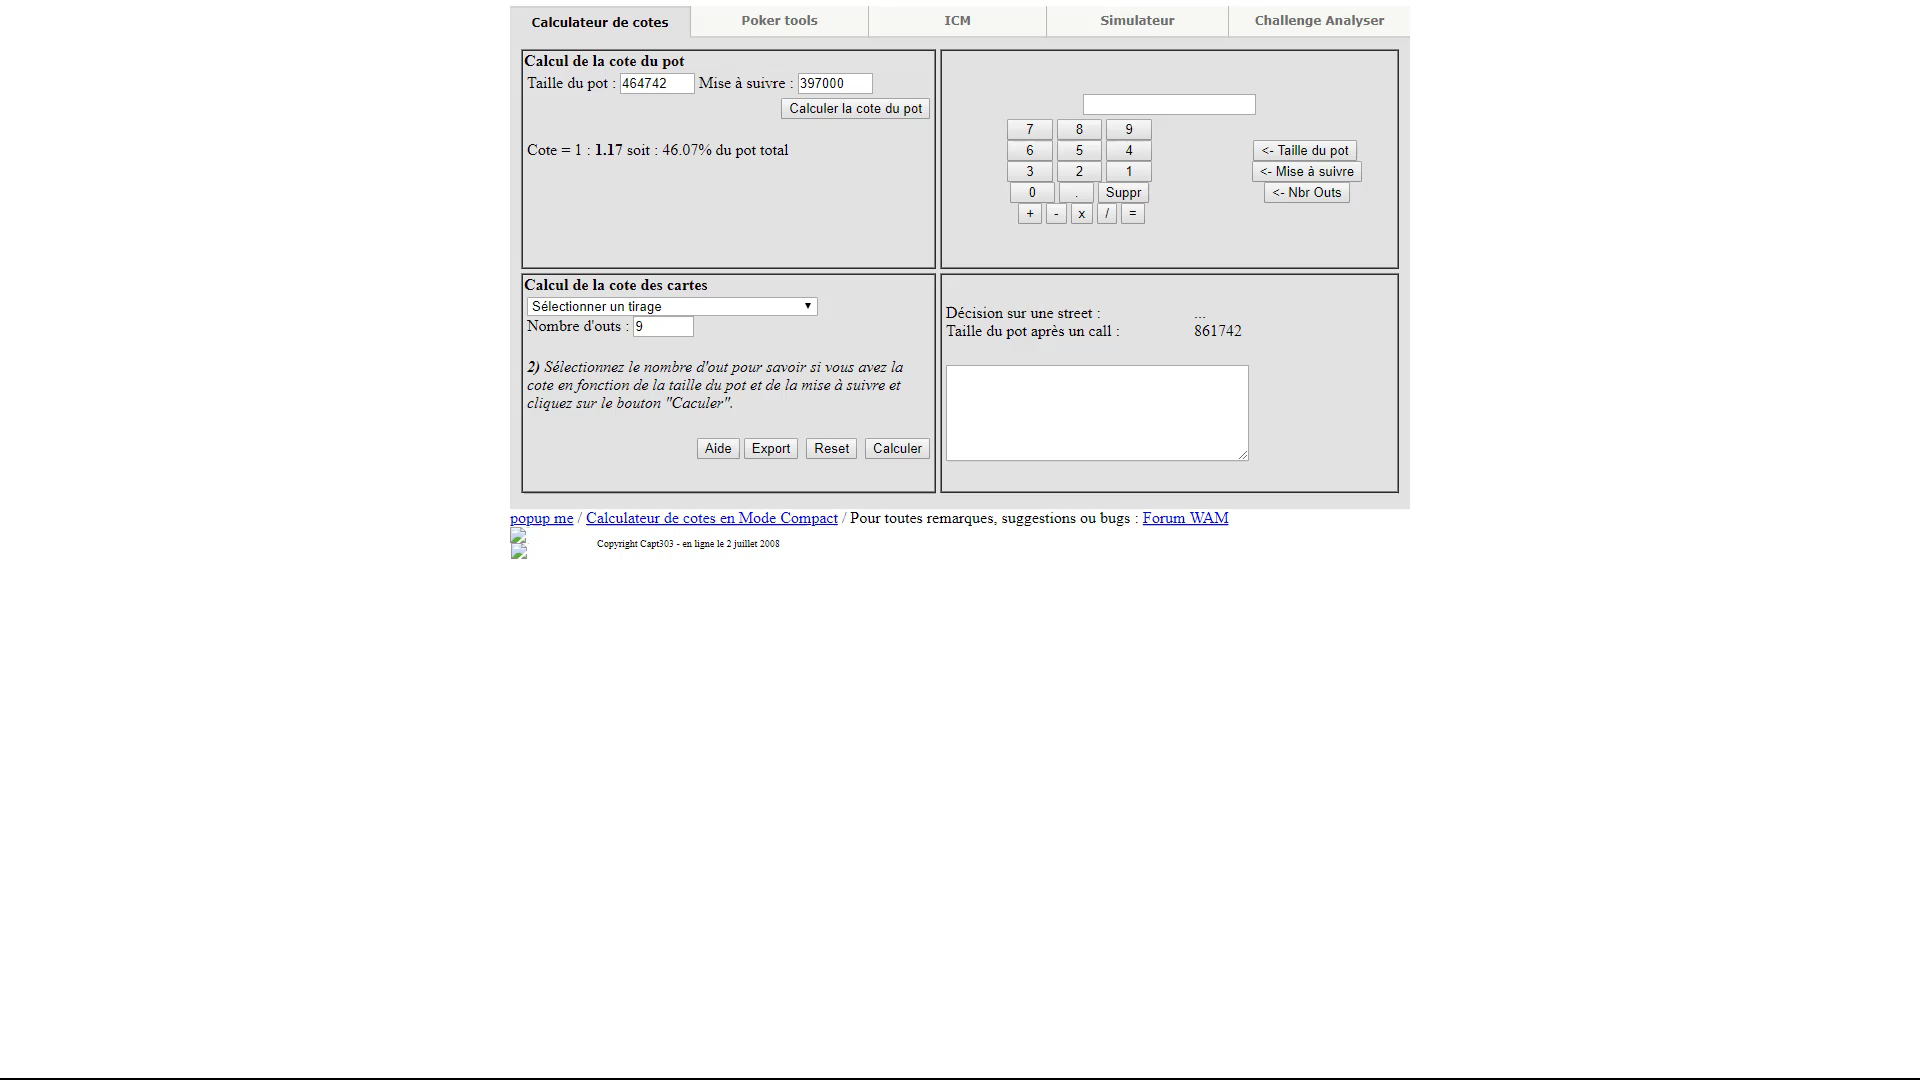 Calculateur de cotes Poker tools ICM Simulateur Challenge Analyser
Calcul de la cote du pot
Taille du pot : 464742 Mise à suivre : 397000
Calculer la cote du pot
Cote = 1 : 1.17 soit : 46.07% du pot total
7 8 9
6 5 4 <- Taille du pot
3 2 1 <- Mise à suivre
0 . Suppr <- Nbr Outs
+ - x / =
Calcul de la cote des cartes
Sélectionner un tirage
Nombre d'outs : 9
2) Sélectionnez le nombre d'out pour savoir si vous avez la
cote en fonction de la taille du pot et de la mise à suivre et
cliquez sur le bouton "Caculer".
Aide Export Reset Calculer
Décision sur une street : ...
Taille du pot après un call : 861742
popup me / Calculateur de cotes en Mode Compact / Pour toutes remarques, suggestions ou bugs : Forum WAM
Copyright Capt303 - en ligne le 2 juillet 2008